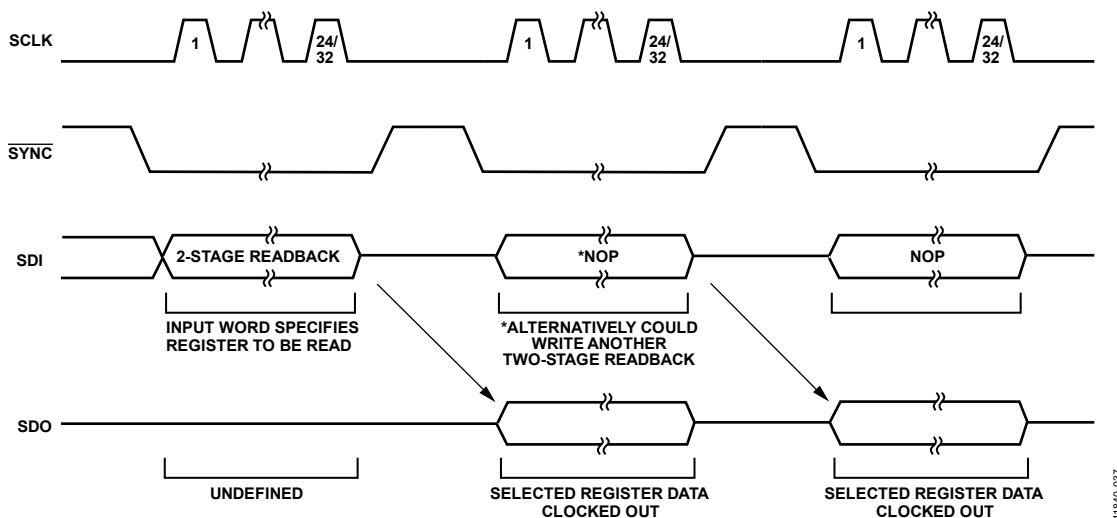 SCLK
1
24/
32
1
24/
32
1
24/
32
SYNC
SDI
2-STAGE READBACK
*NOP
NOP
INPUT WORD SPECIFIES
REGISTER TO BE READ
*ALTERNATIVELY COULD
WRITE ANOTHER
TWO-STAGE READBACK
SDO
UNDEFINED
SELECTED REGISTER DATA
CLOCKED OUT
SELECTED REGISTER DATA
CLOCKED OUT
11840-037